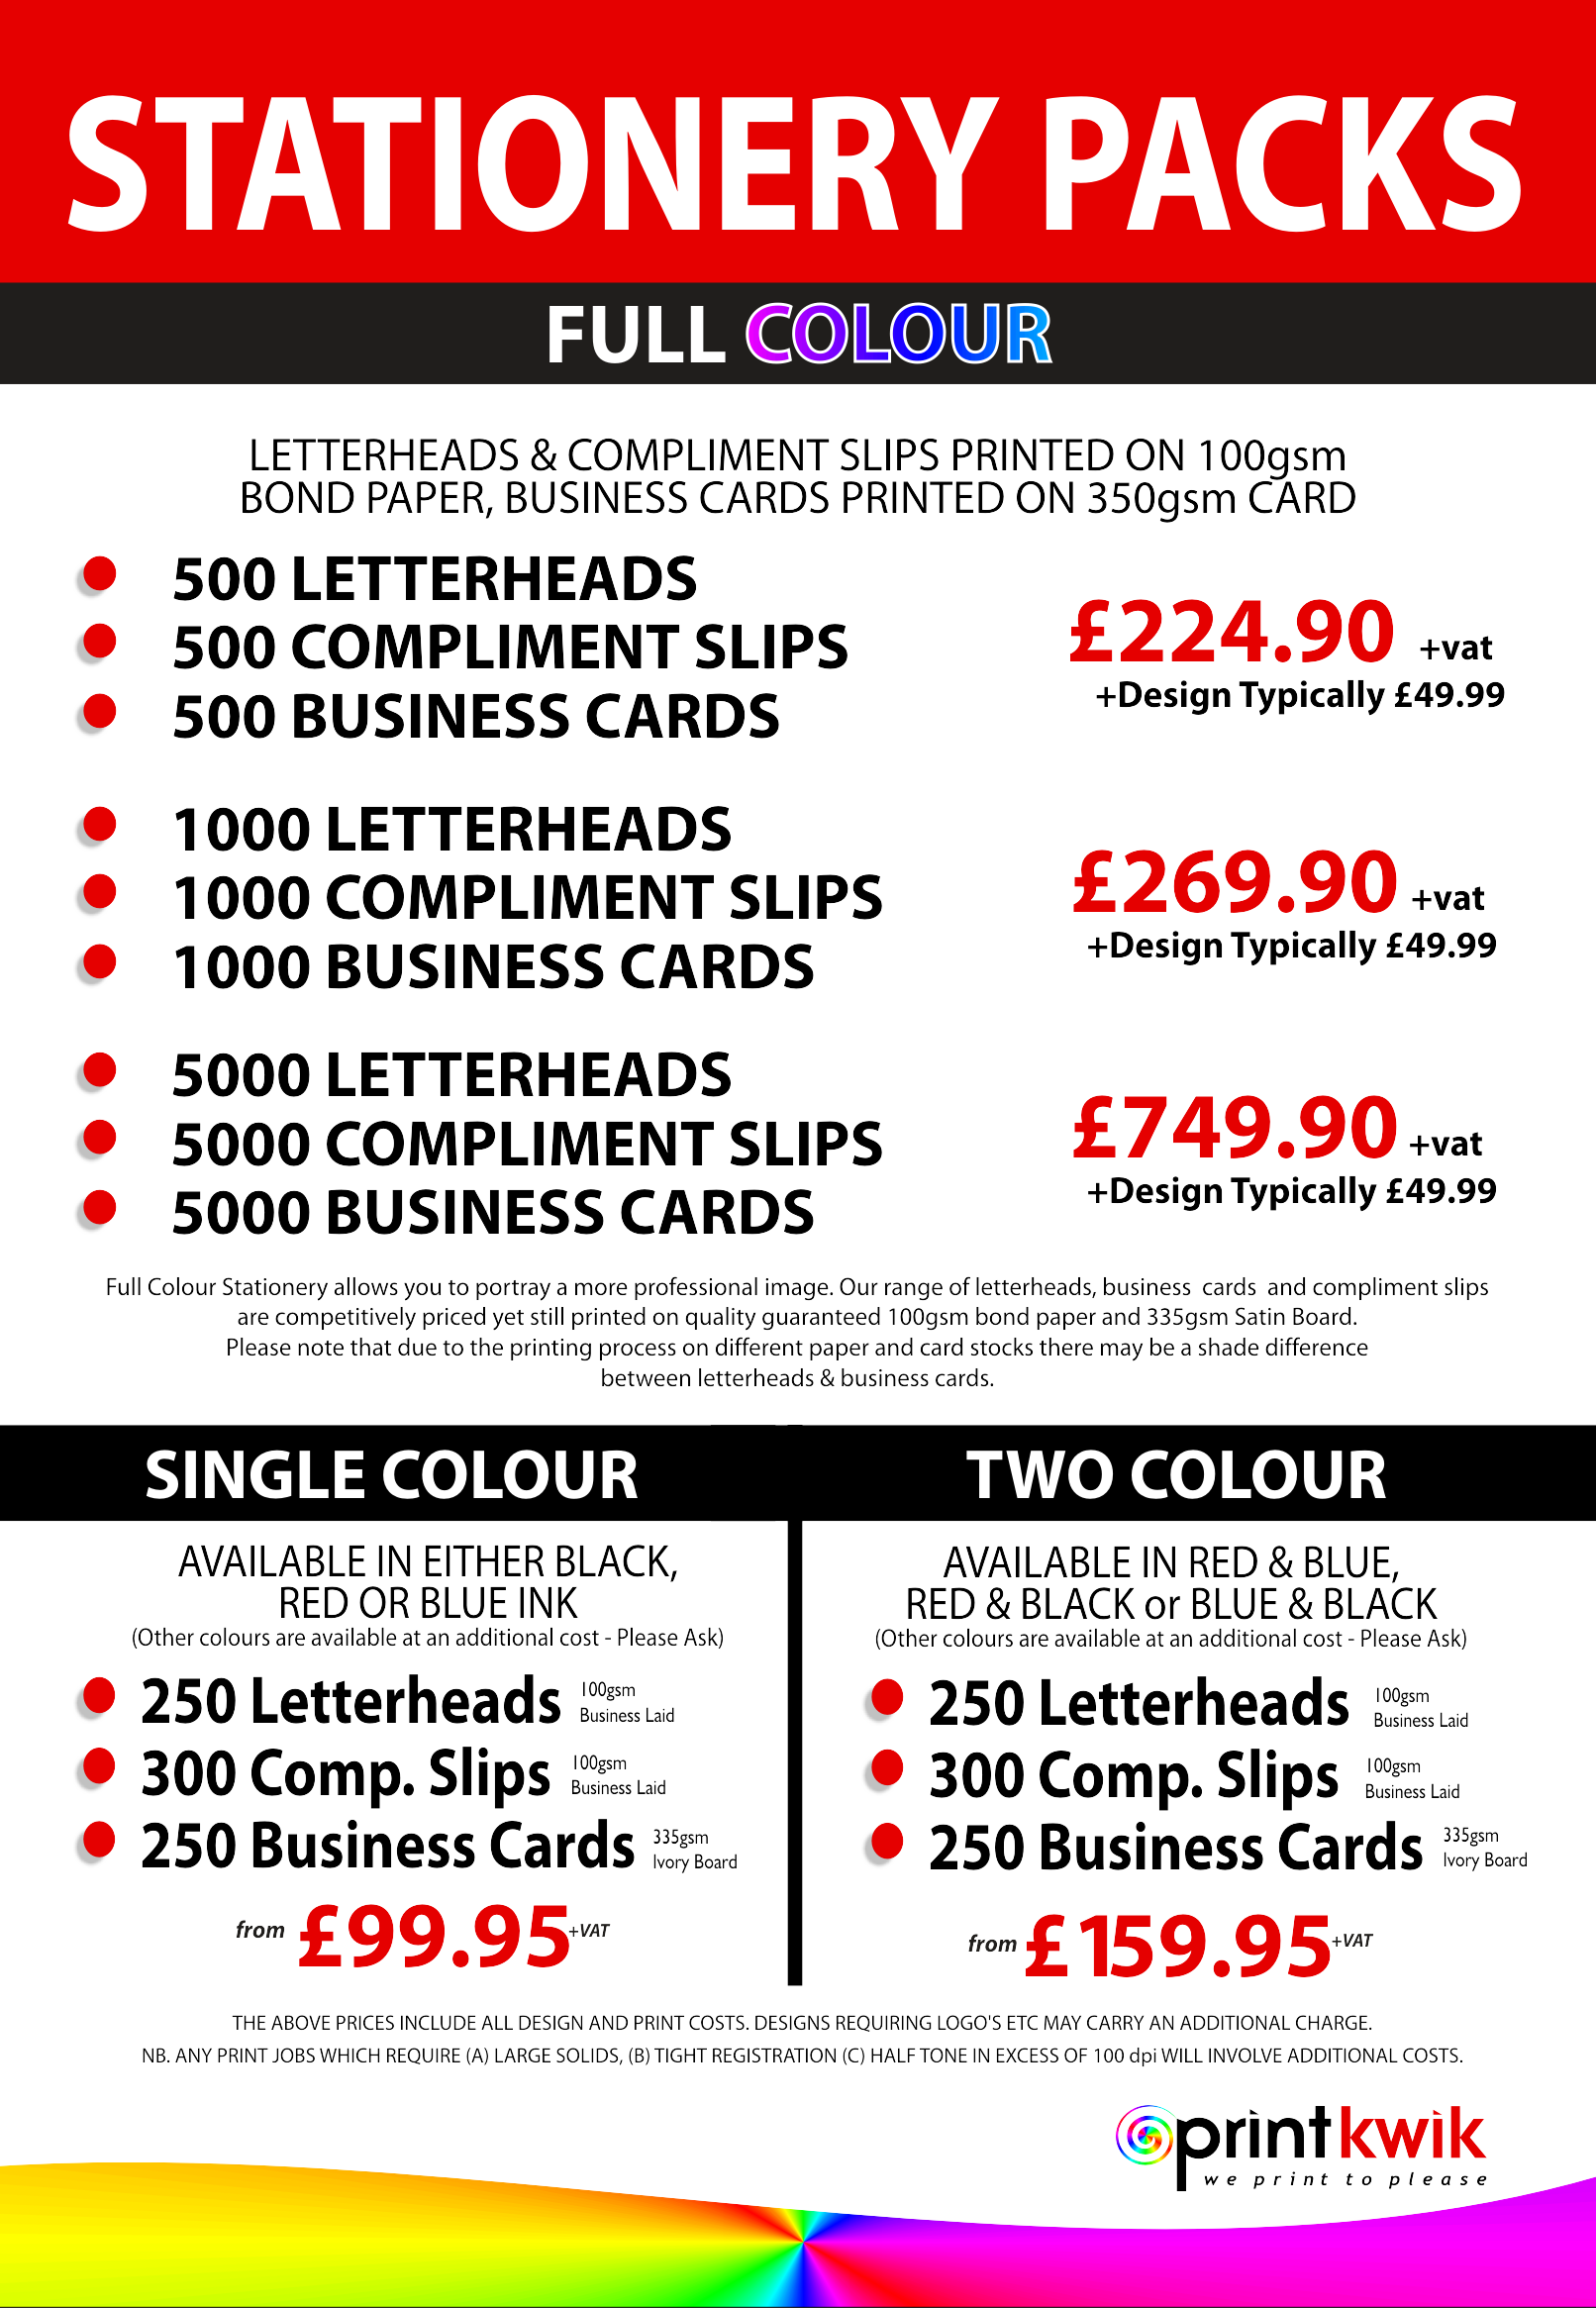 STATIONERY PACKS
FULL COLOUR
LETTERHEADS & COMPLIMENT SLIPS PRINTED ON 100gsm
BOND PAPER, BUSINESS CARDS PRINTED ON 350gsm CARD
500 LETTERHEADS
500 COMPLIMENT SLIPS
500 BUSINESS CARDS
£224.90 +vat
+Design Typically £49.99
1000 LETTERHEADS
1000 COMPLIMENT SLIPS
1000 BUSINESS CARDS
£269.90 +vat
+Design Typically £49.99
5000 LETTERHEADS
5000 COMPLIMENT SLIPS
5000 BUSINESS CARDS
£749.90 +vat
+Design Typically £49.99
Full Colour Stationery allows you to portray a more professional image. Our range of letterheads, business cards and compliment slips
are competitively priced yet still printed on quality guaranteed 100gsm bond paper and 335gsm Satin Board.
Please note that due to the printing process on different paper and card stocks there may be a shade difference
between letterheads & business cards.
SINGLE COLOUR
AVAILABLE IN EITHER BLACK,
RED OR BLUE INK
(Other colours are available at an additional cost - Please Ask)
250 Letterheads 100gsm
Business Laid
300 Comp. Slips 100gsm
Business Laid
250 Business Cards 335gsm
Ivory Board
from £99.95 +VAT
TWO COLOUR
AVAILABLE IN RED & BLUE,
RED & BLACK or BLUE & BLACK
(Other colours are available at an additional cost - Please Ask)
250 Letterheads 100gsm
Business Laid
300 Comp. Slips 100gsm
Business Laid
250 Business Cards 335gsm
Ivory Board
from £159.95 +VAT
THE ABOVE PRICES INCLUDE ALL DESIGN AND PRINT COSTS. DESIGNS REQUIRING LOGO'S ETC MAY CARRY AN ADDITIONAL CHARGE.
NB. ANY PRINT JOBS WHICH REQUIRE (A) LARGE SOLIDS, (B) TIGHT REGISTRATION (C) HALF TONE IN EXCESS OF 100 dpi WILL INVOLVE ADDITIONAL COSTS.
printkwik
we print to please